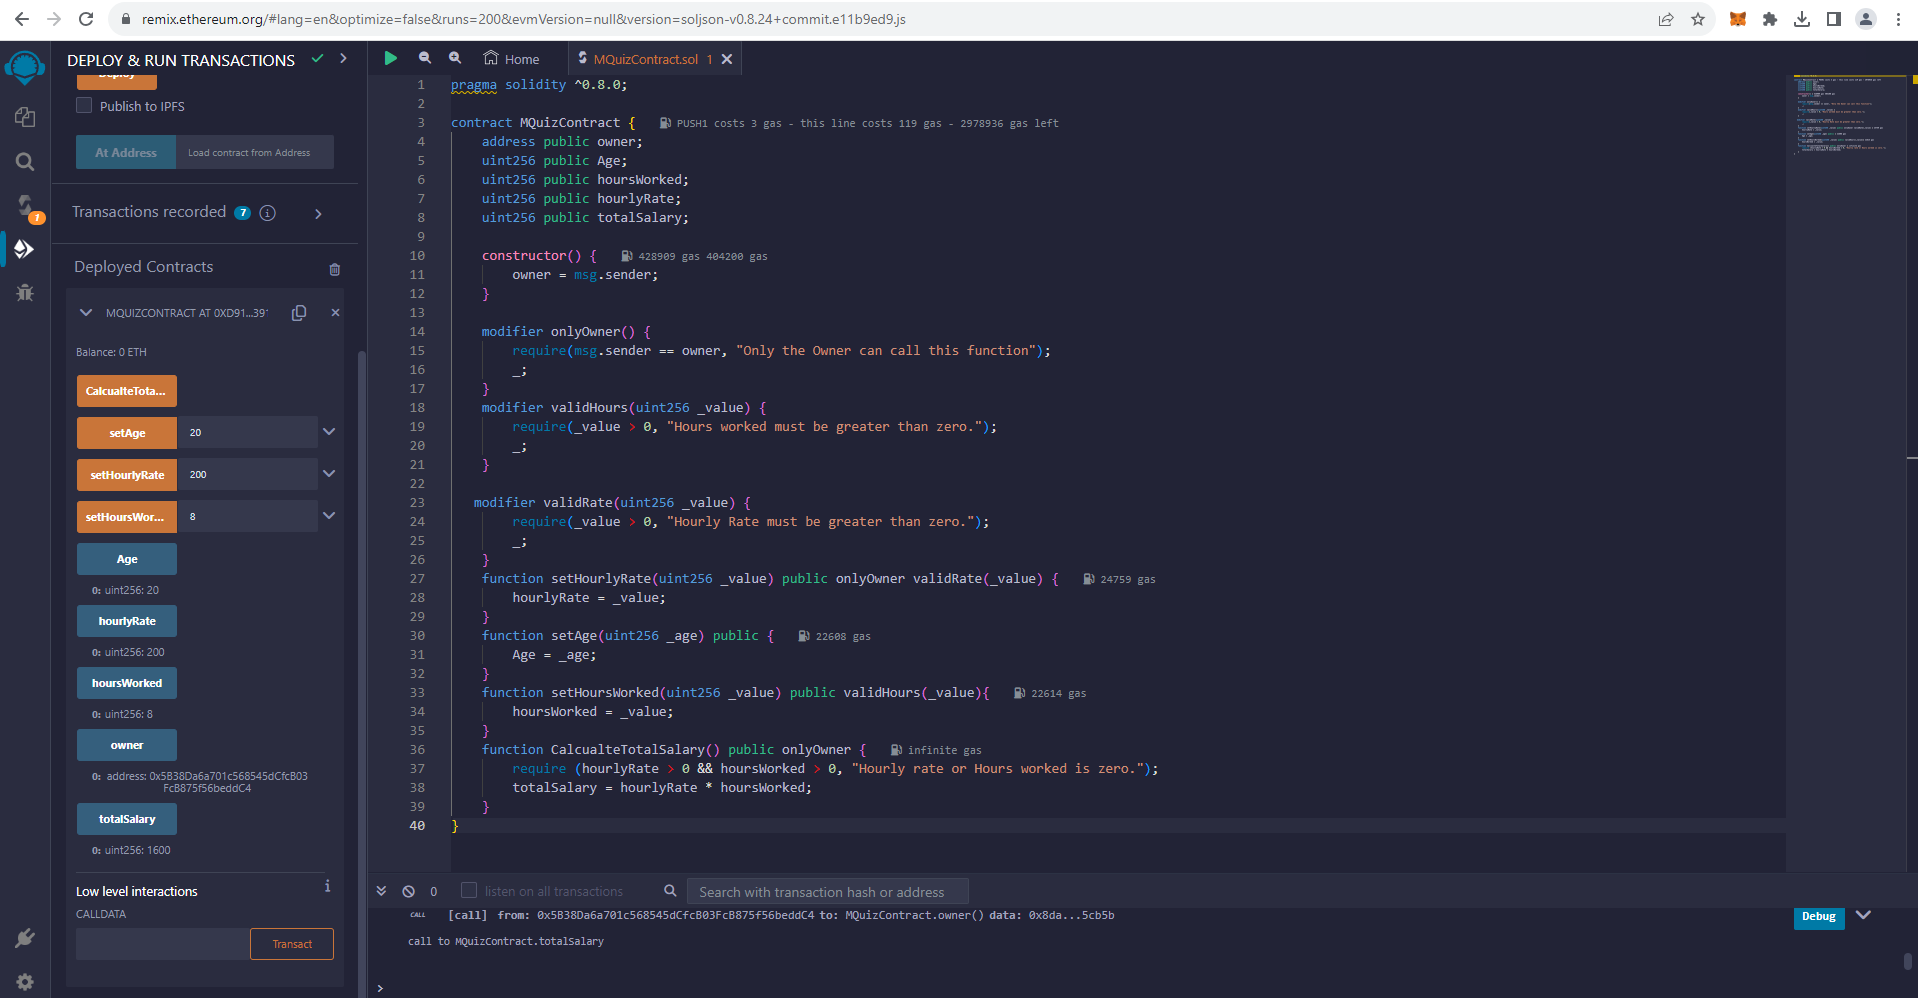 remix.ethereum.org/#lang=en&optimize=false&runs=200&evmVersion=null&version=soljson-v0.8.24+commit.e11b9ed9.js
DEPLOY & RUN TRANSACTIONS
Deploy
Publish to IPFS
At Address
Load contract from Address
Transactions recorded 7
1
Deployed Contracts
MQUIZCONTRACT AT 0XD91...391
Balance: 0 ETH
CalcualteTota...
setAge 20
setHourlyRate 200
setHoursWor... 8
Age
0: uint256: 20
hourlyRate
0: uint256: 200
hoursWorked
0: uint256: 8
owner
0: address: 0x5B38Da6a701c568545dCfcB03
FcB875f56beddC4
totalSalary
0: uint256: 1600
Low level interactions
CALLDATA
Transact
Home
MQuizContract.sol 1
1 pragma solidity ^0.8.0;
2
3 contract MQuizContract { PUSH1 costs 3 gas - this line costs 119 gas - 2978936 gas left
4 address public owner;
5 uint256 public Age;
6 uint256 public hoursWorked;
7 uint256 public hourlyRate;
8 uint256 public totalSalary;
9
10 constructor() { 428909 gas 404200 gas
11 owner = msg.sender;
12 }
13
14 modifier onlyOwner() {
15 require(msg.sender == owner, "Only the Owner can call this function");
16 _;
17 }
18 modifier validHours(uint256 _value) {
19 require(_value > 0, "Hours worked must be greater than zero.");
20 _;
21 }
22
23 modifier validRate(uint256 _value) {
24 require(_value > 0, "Hourly Rate must be greater than zero.");
25 _;
26 }
27 function setHourlyRate(uint256 _value) public onlyOwner validRate(_value) { 24759 gas
28 hourlyRate = _value;
29 }
30 function setAge(uint256 _age) public { 22608 gas
31 Age = _age;
32 }
33 function setHoursWorked(uint256 _value) public validHours(_value){ 22614 gas
34 hoursWorked = _value;
35 }
36 function CalcualteTotalSalary() public onlyOwner { infinite gas
37 require (hourlyRate > 0 && hoursWorked > 0, "Hourly rate or Hours worked is zero.");
38 totalSalary = hourlyRate * hoursWorked;
39 }
40 }
0 listen on all transactions
Search with transaction hash or address
CALL [call] from: 0x5B38Da6a701c568545dCfcB03FcB875f56beddC4 to: MQuizContract.owner() data: 0x8da...5cb5b
Debug
call to MQuizContract.totalSalary
>